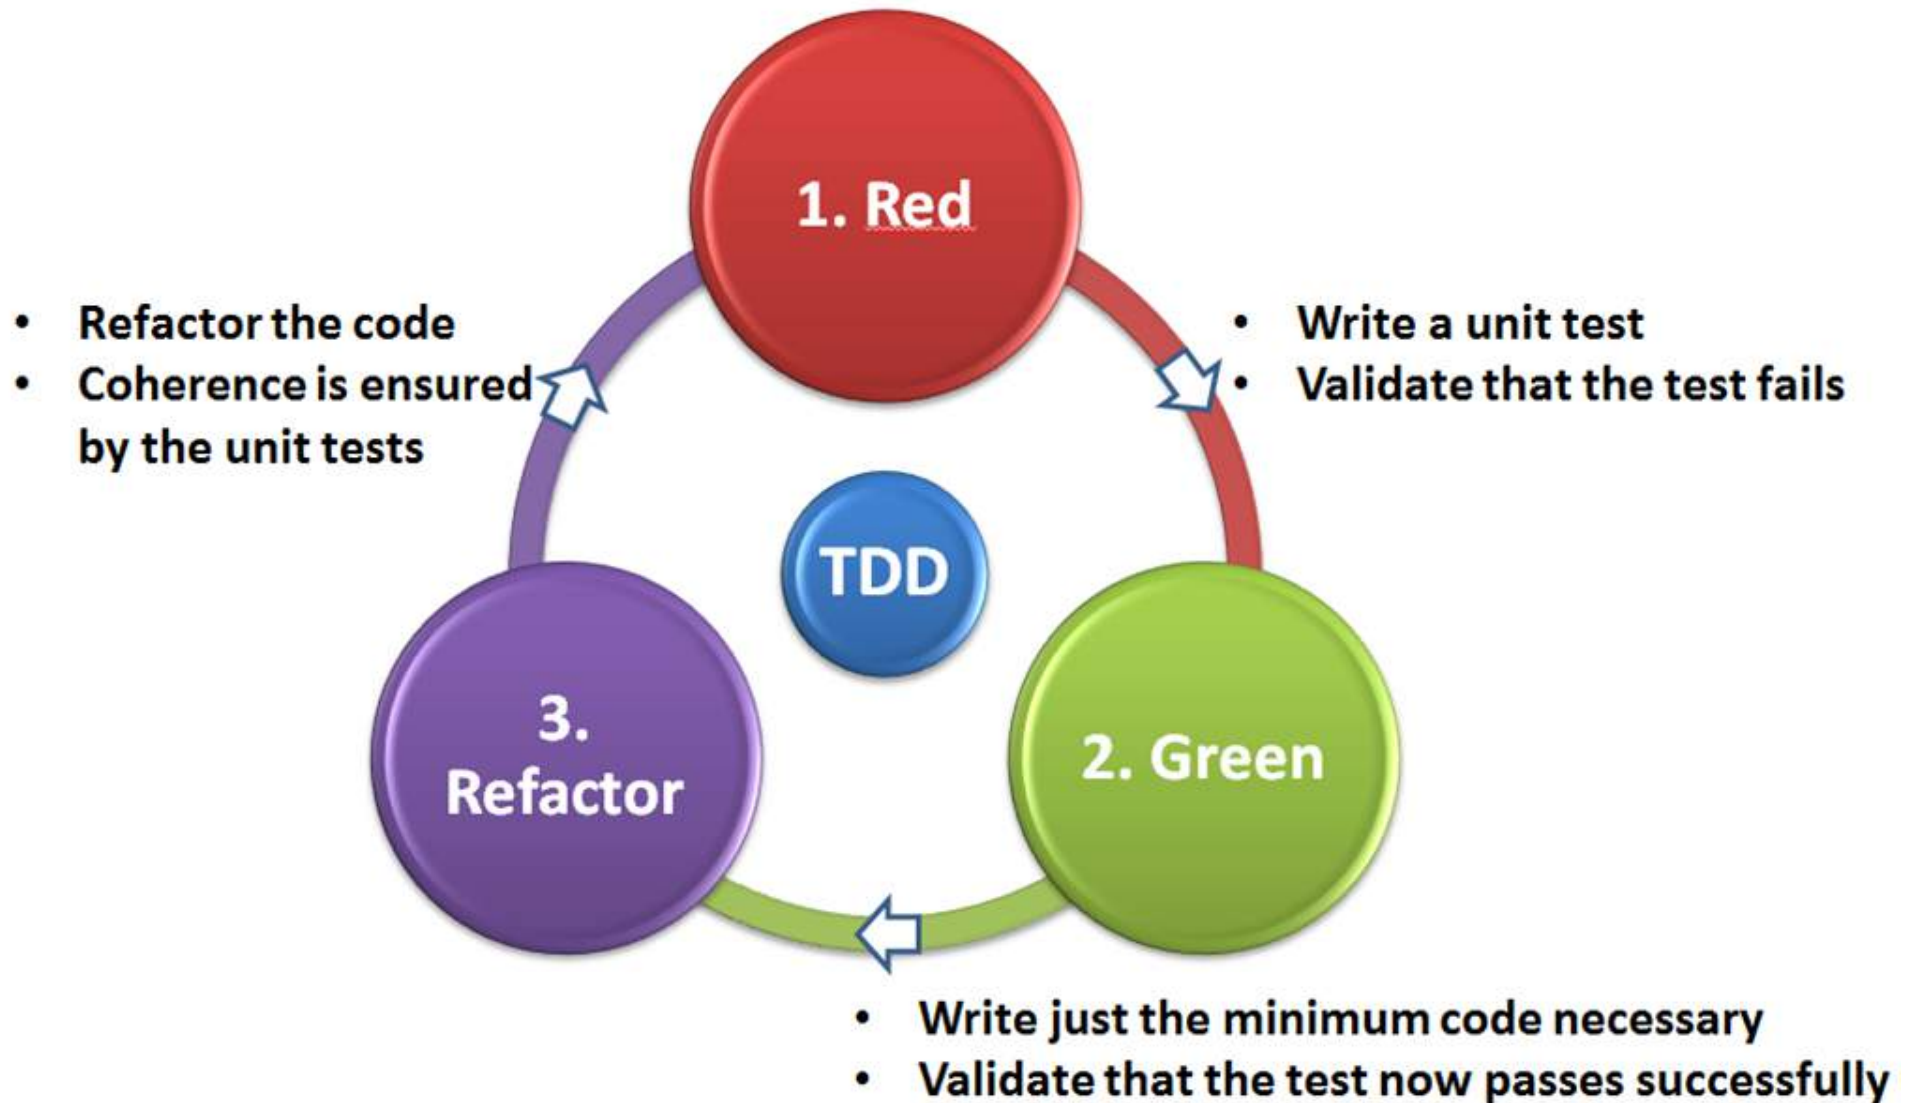 1. Red
• Write a unit test
• Validate that the test fails
2. Green
• Write just the minimum code necessary
• Validate that the test now passes successfully
3.
Refactor
• Refactor the code
• Coherence is ensured
by the unit tests
TDD